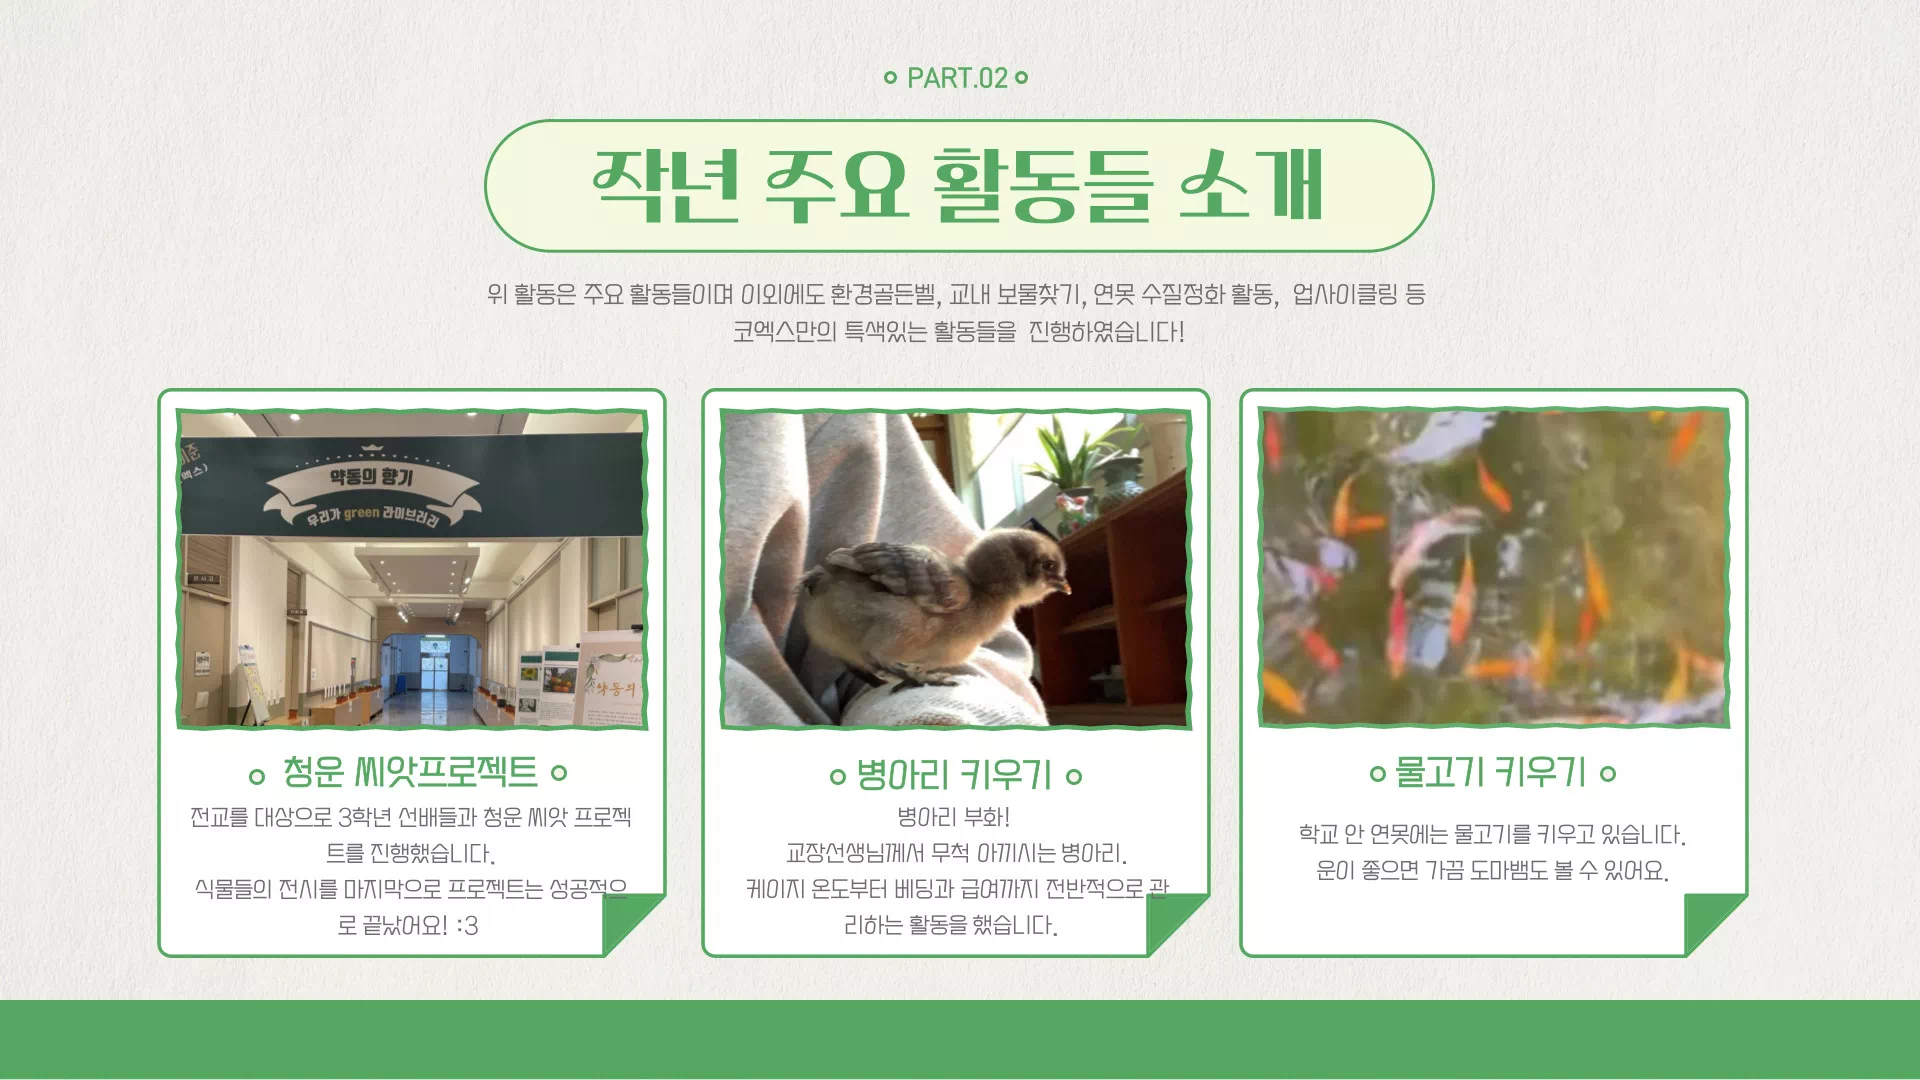 PART.02
작년 주요 활동들 소개
위 활동은 주요 활동들이며 이외에도 환경골든벨, 교내 보물찾기, 연못 수질정화 활동, 업사이클링 등
코엑스만의 특색있는 활동들을 진행하였습니다!
약동의 향기
우리가 green 라이브러리
약동의
청운 씨앗프로젝트
전교를 대상으로 3학년 선배들과 청운 씨앗 프로젝
트를 진행했습니다.
식물들의 전시를 마지막으로 프로젝트는 성공적으
로 끝났어요! :3
병아리 키우기
병아리 부화!
교장선생님께서 무척 아끼시는 병아리.
케이지 온도부터 베딩과 급여까지 전반적으로 관
리하는 활동을 했습니다.
물고기 키우기
학교 안 연못에는 물고기를 키우고 있습니다.
운이 좋으면 가끔 도마뱀도 볼 수 있어요.